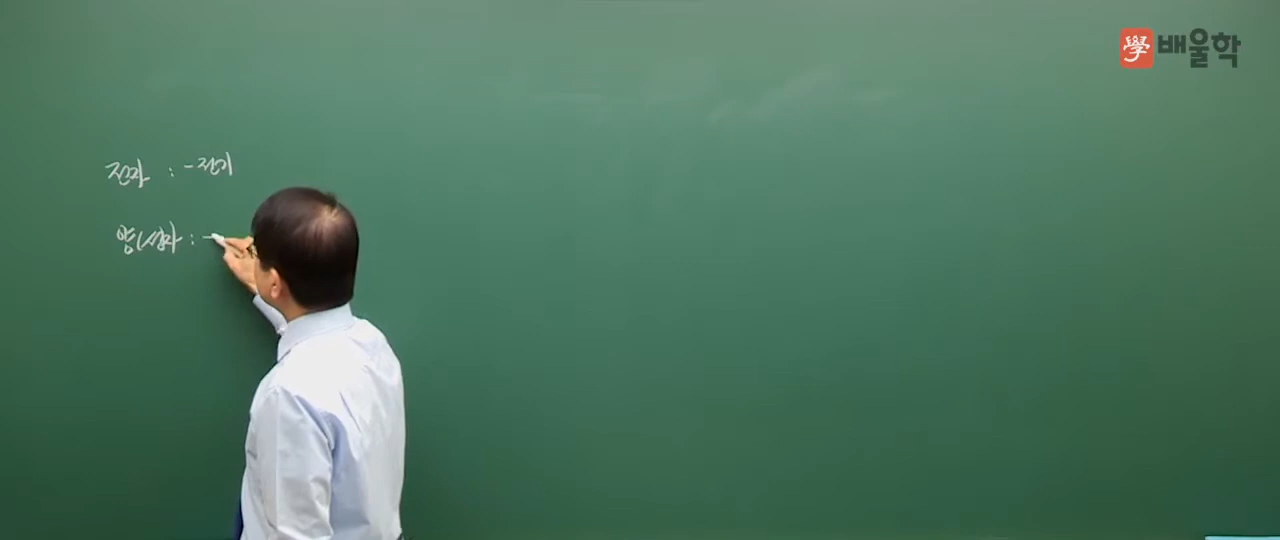 學 배울학
전자 : -전기
양성자 : -